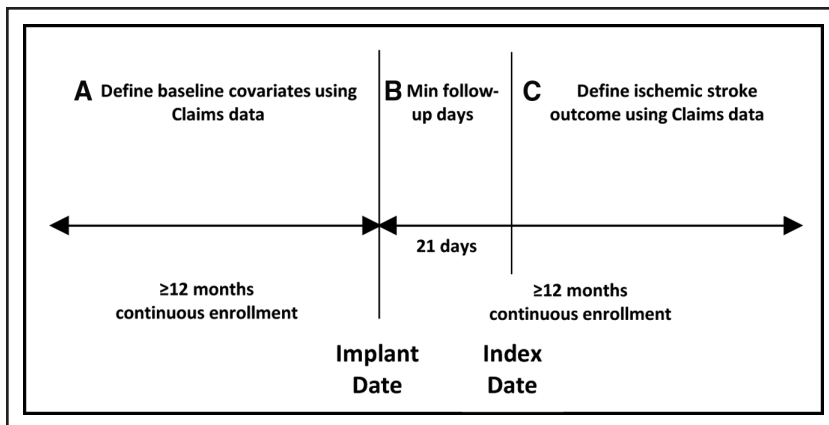 A Define baseline covariates using
Claims data
B Min follow-
up days
C Define ischemic stroke
outcome using Claims data
21 days
≥12 months
continuous enrollment
≥12 months
continuous enrollment
Implant
Date
Index
Date